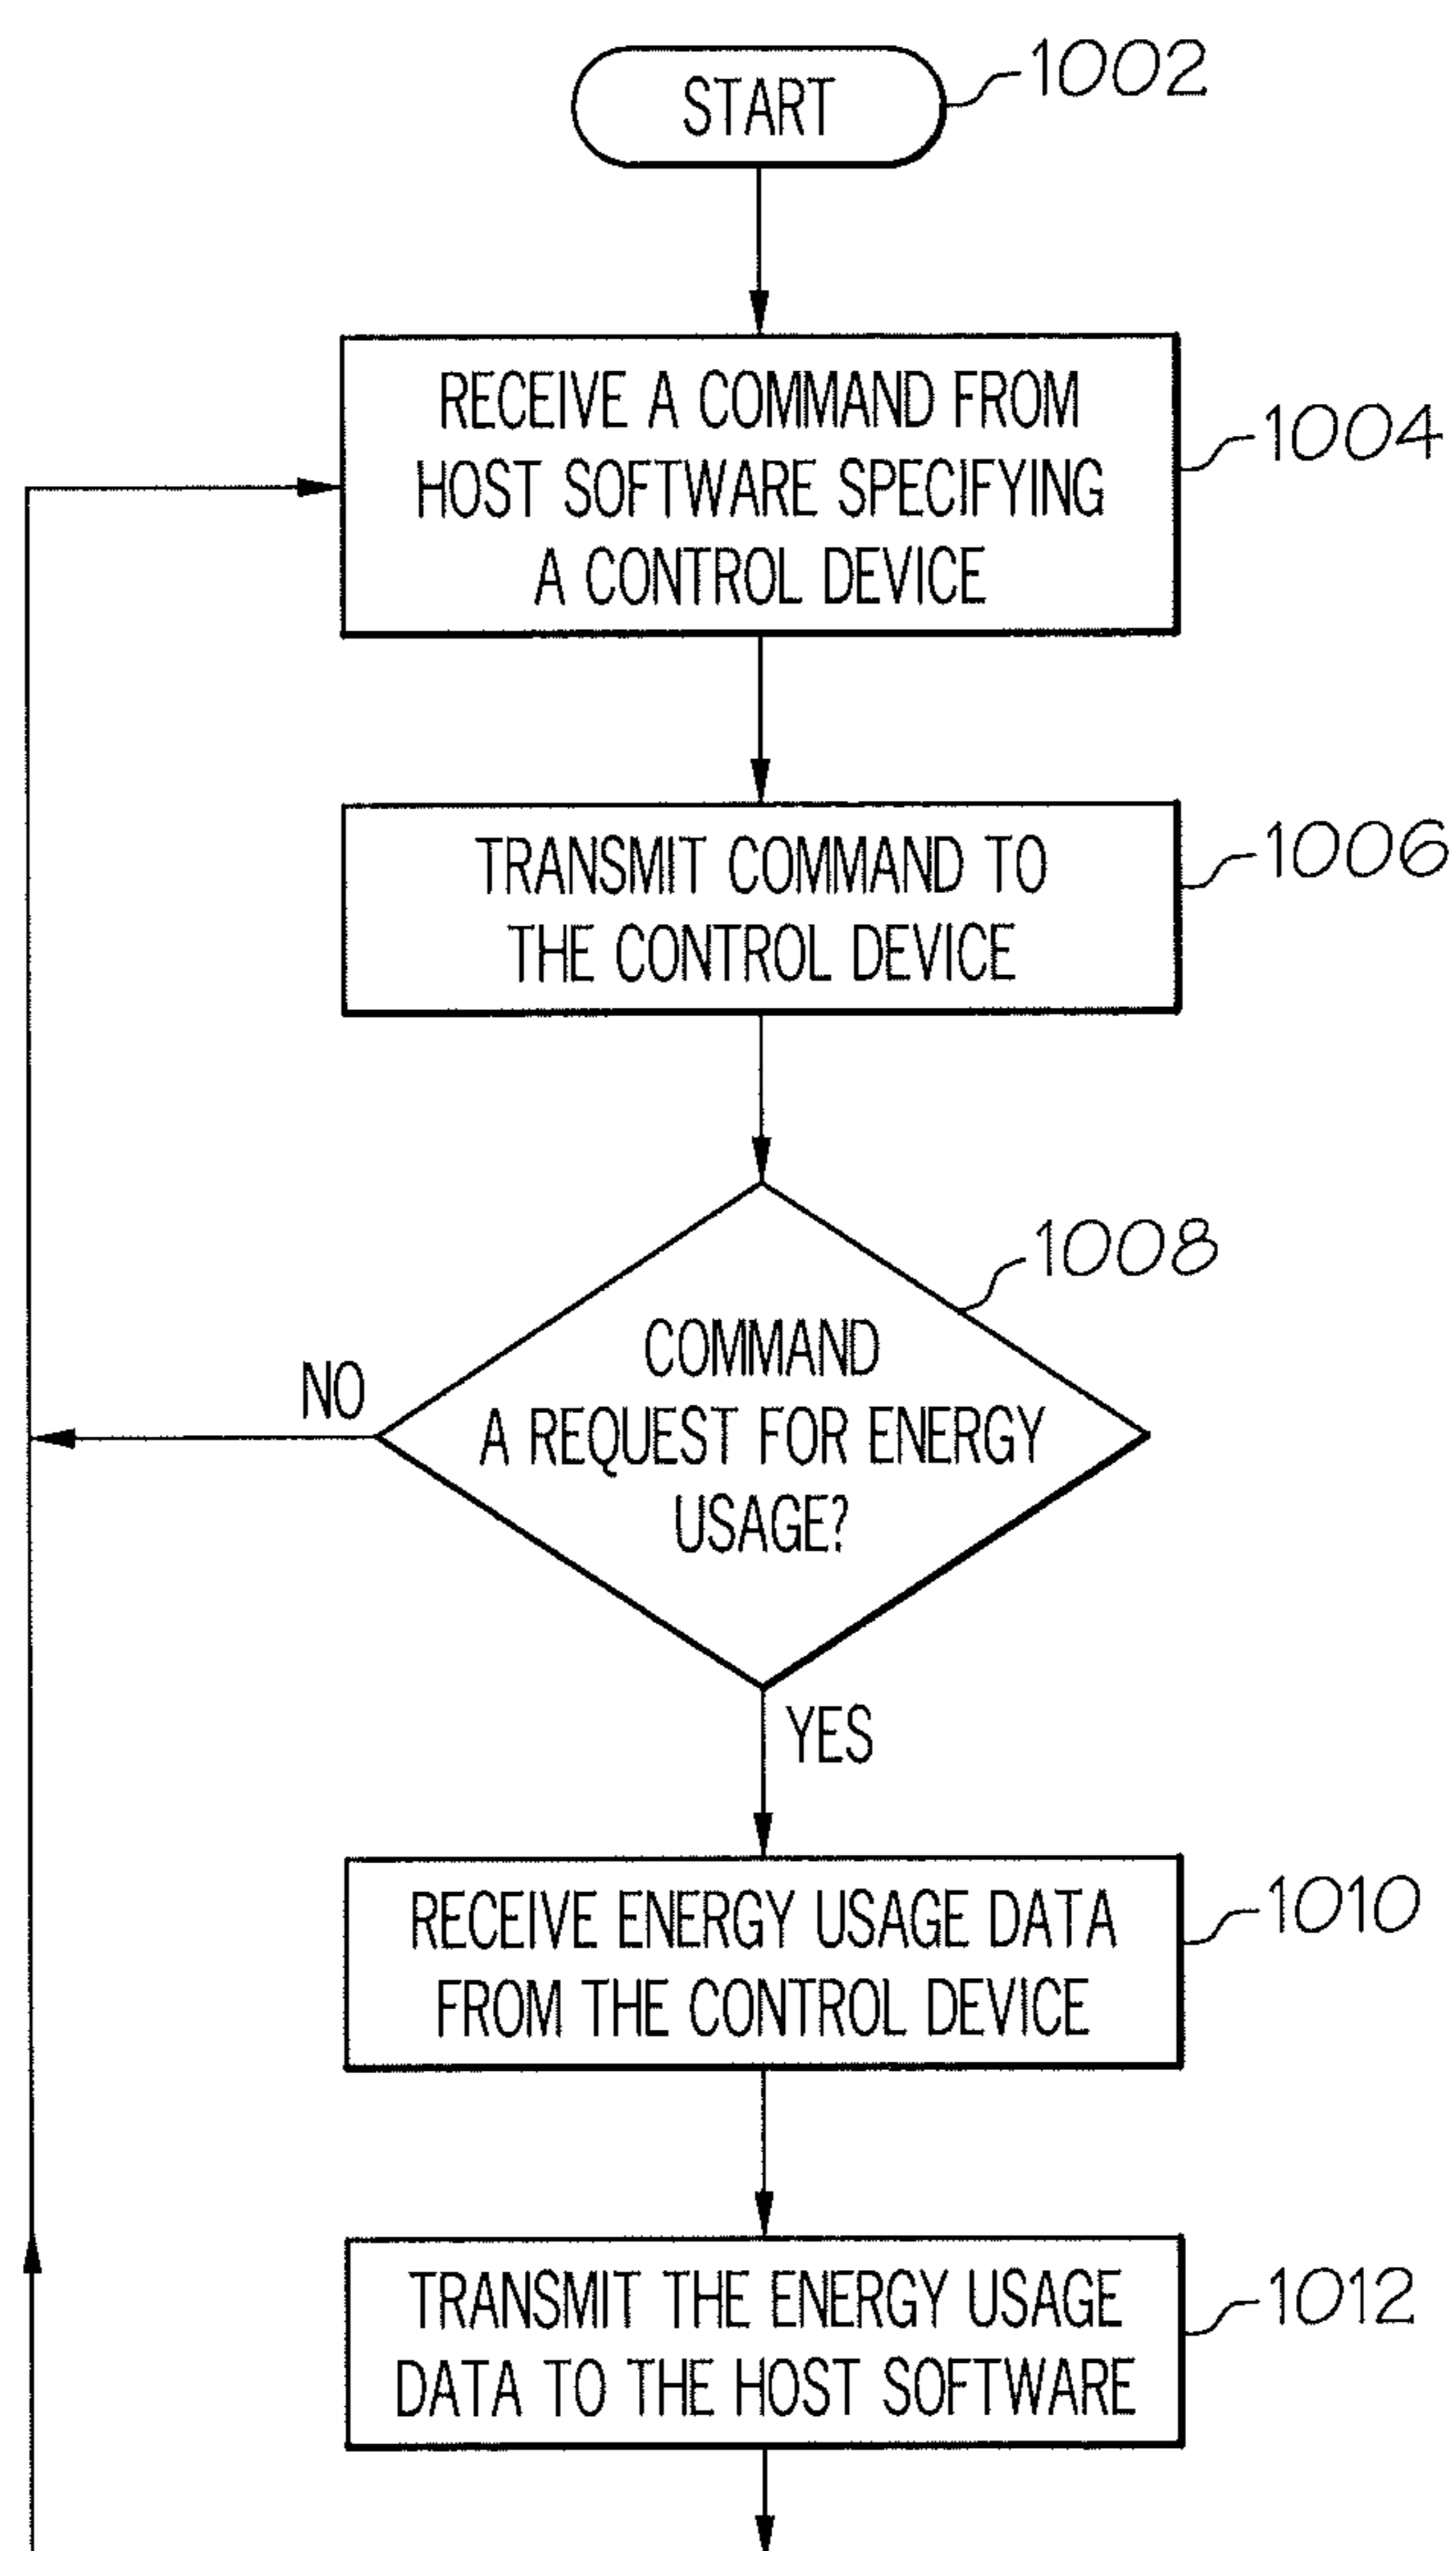 START
1002
RECEIVE A COMMAND FROM
HOST SOFTWARE SPECIFYING
A CONTROL DEVICE
1004
TRANSMIT COMMAND TO
THE CONTROL DEVICE
1006
1008
COMMAND
A REQUEST FOR ENERGY
USAGE?
NO
YES
RECEIVE ENERGY USAGE DATA
FROM THE CONTROL DEVICE
1010
TRANSMIT THE ENERGY USAGE
DATA TO THE HOST SOFTWARE
1012